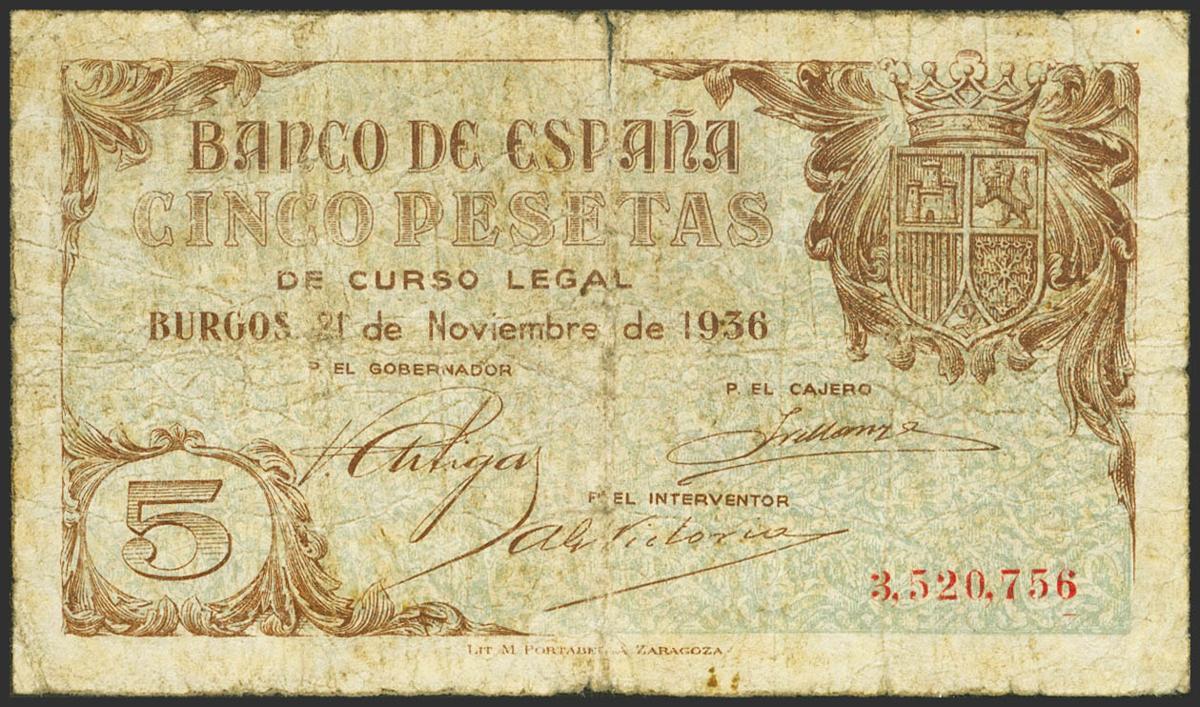 BANCO DE ESPAÑA
CINCO PESETAS
DE CURSO LEGAL
BURGOS 21 de Noviembre de 1936
P. EL GOBERNADOR
P. EL CAJERO
P. EL INTERVENTOR
5
3,520,756
LIT. M. PORTABELLA ZARAGOZA